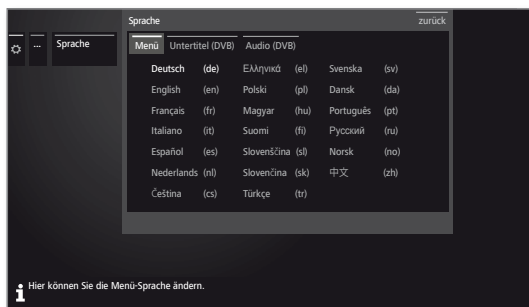 Sprache zurück
... Sprache Menü Untertitel (DVB) Audio (DVB)
Deutsch (de) Ελληνικά (el) Svenska (sv)
English (en) Polski (pl) Dansk (da)
Français (fr) Magyar (hu) Português (pt)
Italiano (it) Suomi (fi) Русский (ru)
Español (es) Slovenščina (sl) Norsk (no)
Nederlands (nl) Slovenčina (sk) 中文 (zh)
Čeština (cs) Türkçe (tr)
Hier können Sie die Menü-Sprache ändern.